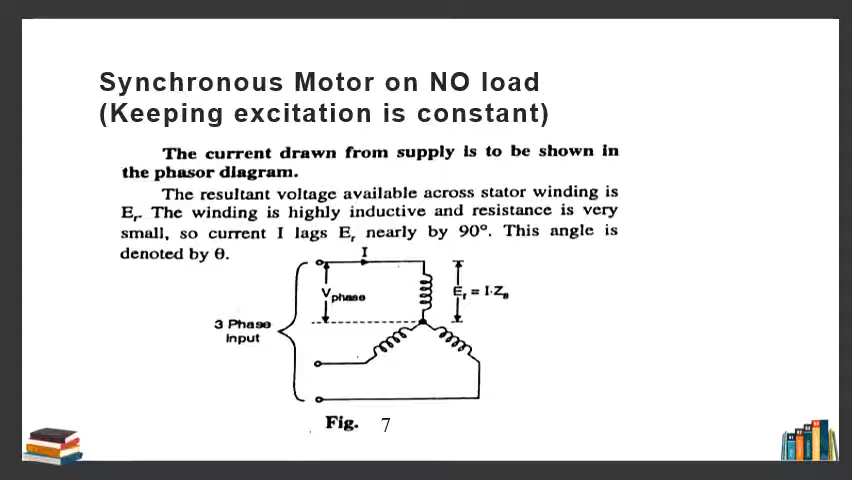 Synchronous Motor on NO load
(Keeping excitation is constant)
The current drawn from supply is to be shown in
the phasor diagram.
The resultant voltage available across stator winding is
Er. The winding is highly inductive and resistance is very
small, so current I lags Er nearly by 90°. This angle is
denoted by θ.
I
Vphase
Er = I·Zs
3 Phase
Input
Fig. 7